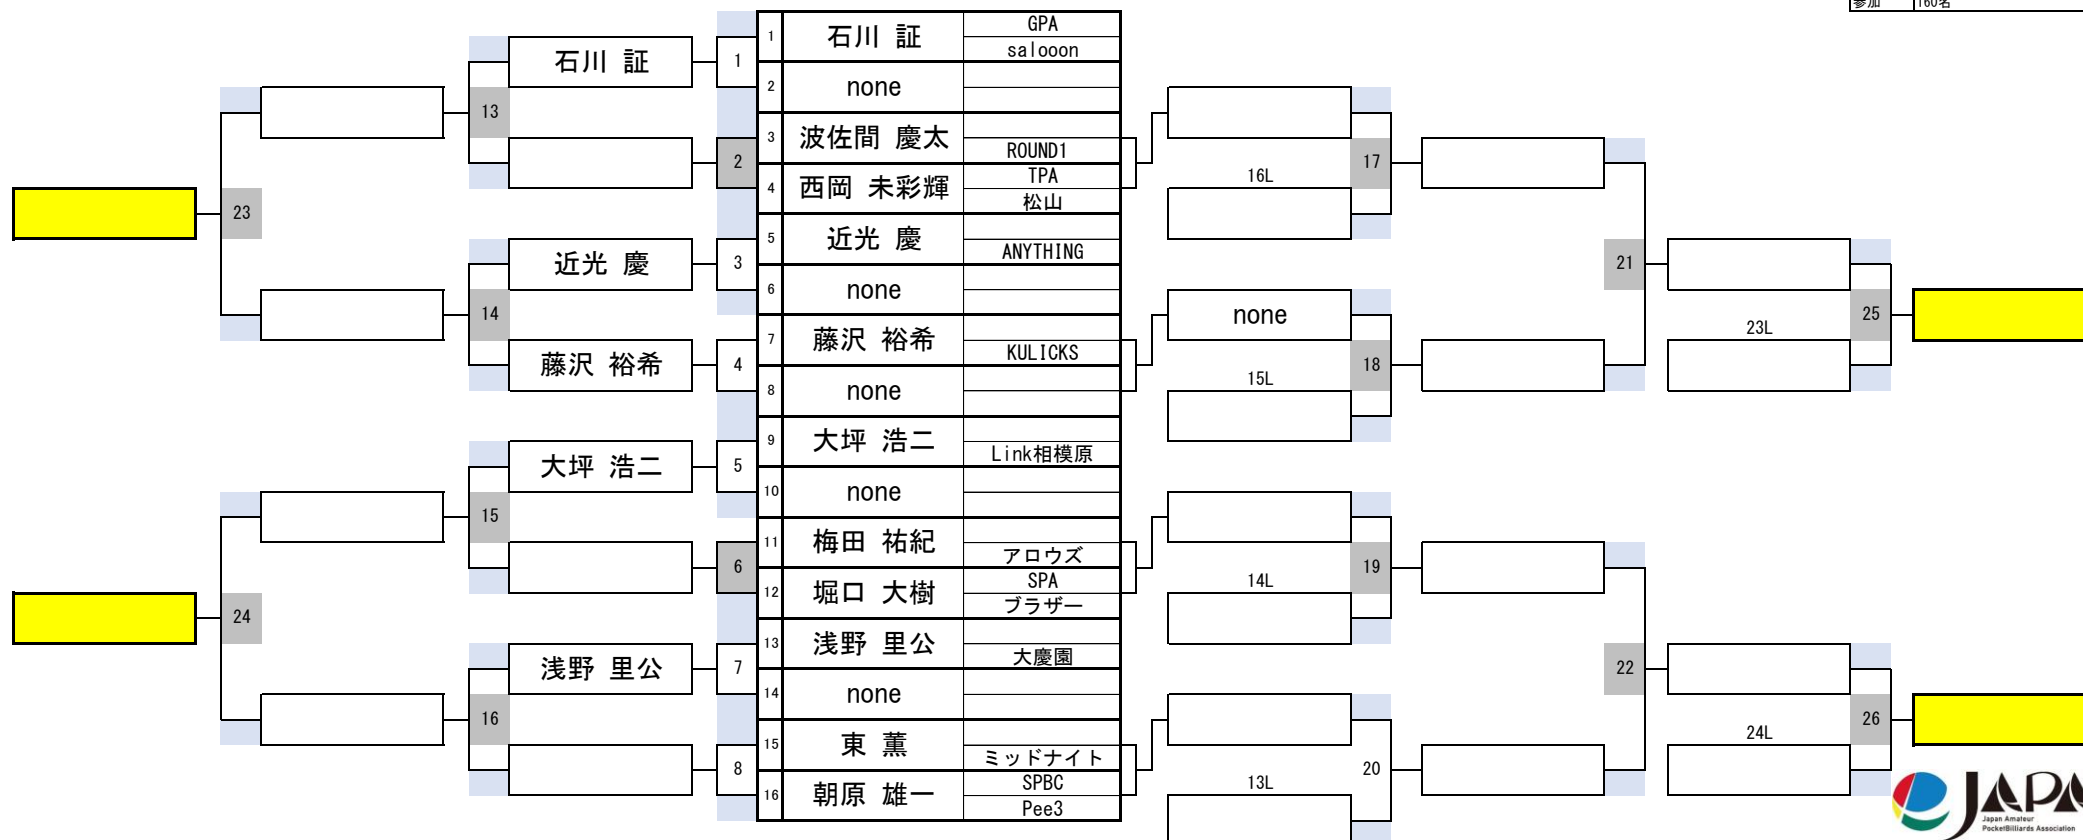 参加 160名
1 石川 証 GPA
salooon
2 none
3 波佐間 慶太 ROUND1
4 西岡 未彩輝 TPA
松山
5 近光 慶 ANYTHING
6 none
7 藤沢 裕希 KULICKS
8 none
9 大坪 浩二 Link相模原
10 none
11 梅田 祐紀 アロウズ
12 堀口 大樹 SPA
ブラザー
13 浅野 里公 大慶園
14 none
15 東 薫 ミッドナイト
16 朝原 雄一 SPBC
Pee3
石川 証 1
13
2
23
近光 慶 3
14
藤沢 裕希 4
大坪 浩二 5
15
6
24
浅野 里公 7
16
8
17
16L
21
none
18
15L
23L
25
19
14L
22
20
13L
24L
26
JAPA
Japan Amateur
PocketBilliards Association